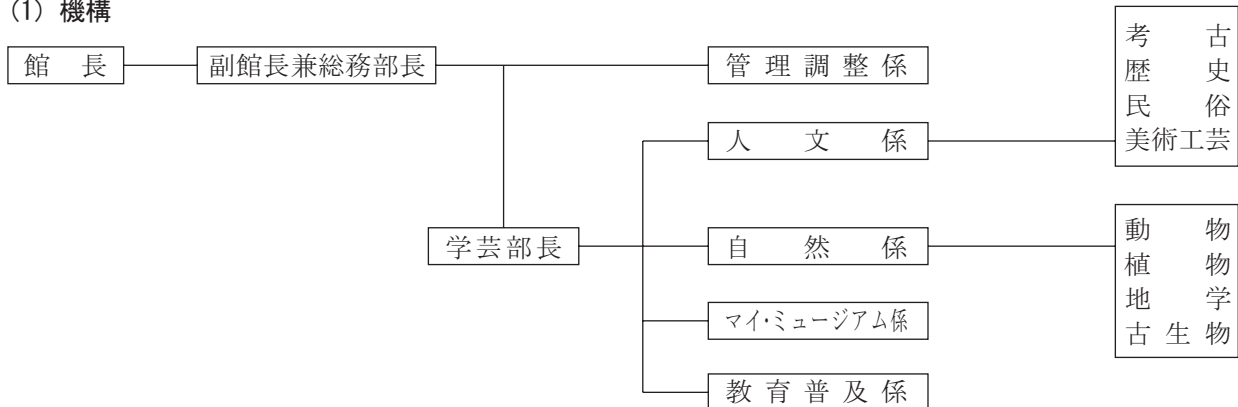 (1) 機構
館長
副館長兼総務部長
管理調整係
人文係
考古
歴史
民俗
美術工芸
学芸部長
自然係
動物
植物
地学
古生物
マイ・ミュージアム係
教育普及係